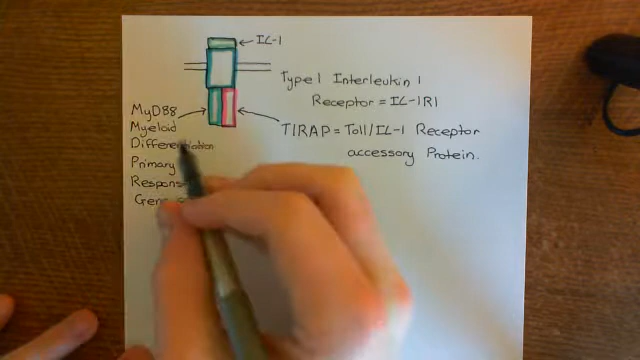 IL-1
Type 1 Interleukin 1
Receptor = IL-1R1
MyD88
Myeloid
TIRAP = Toll/IL-1 Receptor
Differentiation
accessory Protein.
Primary
Gene